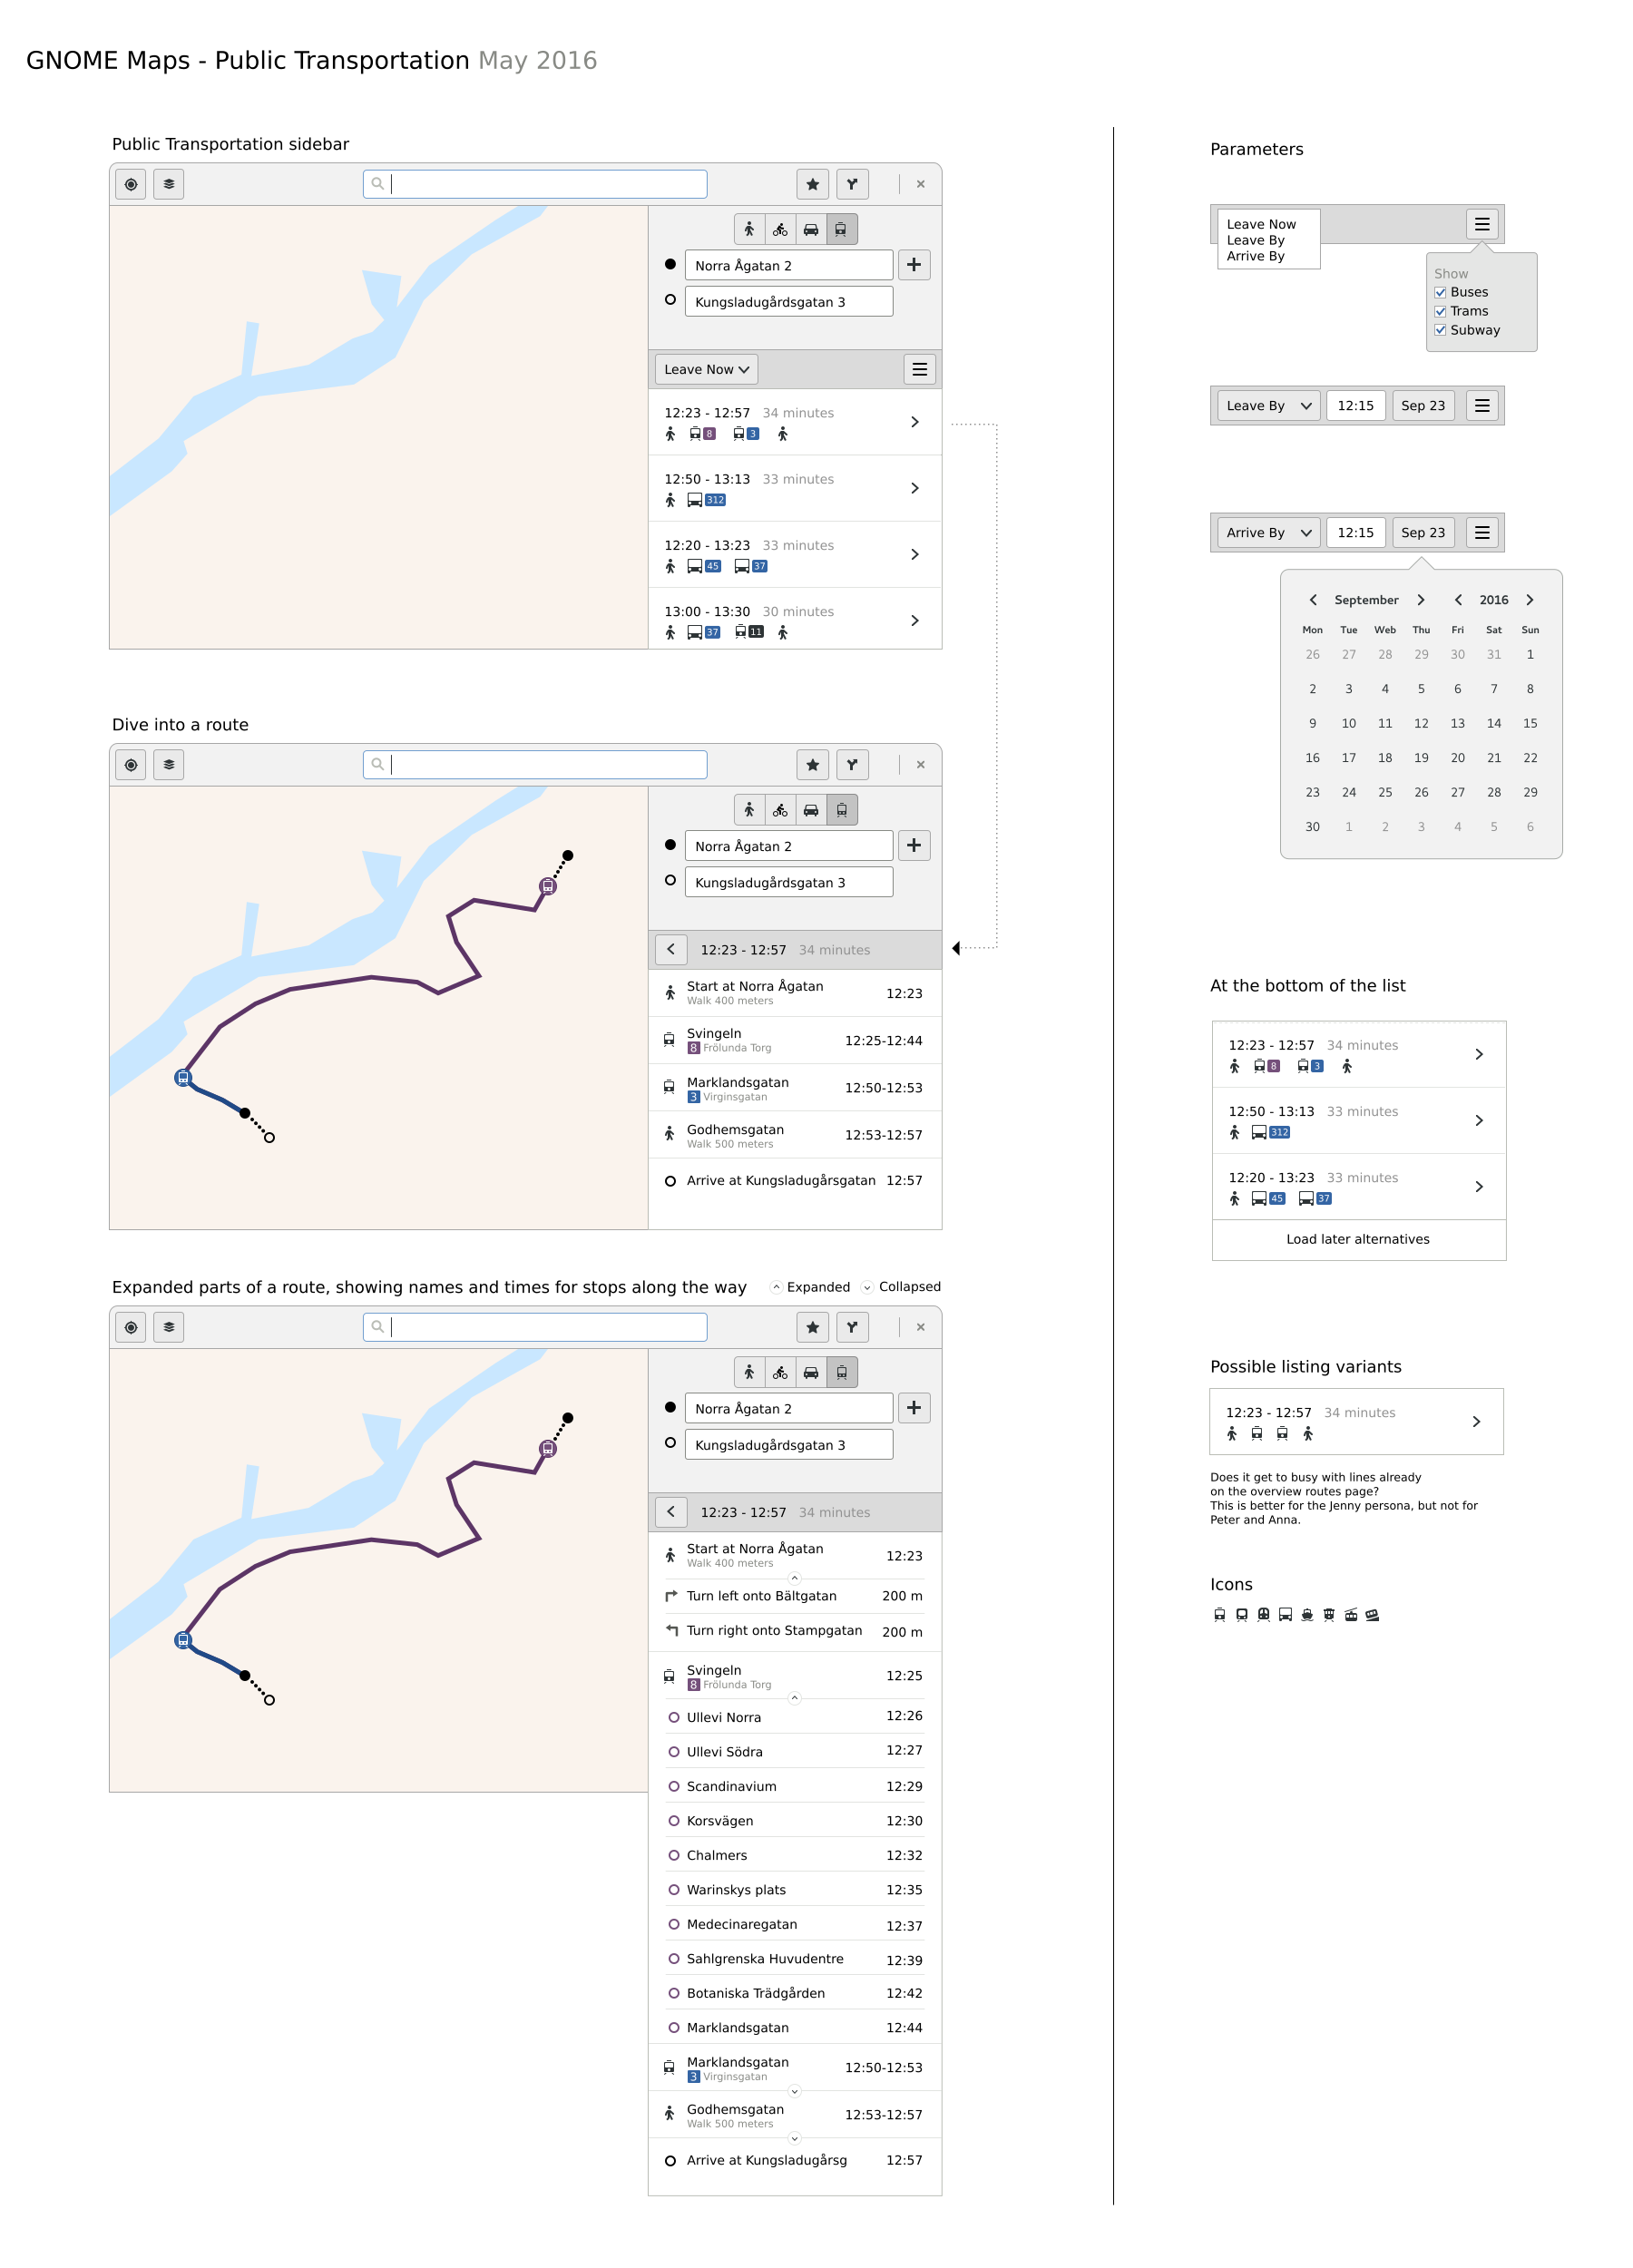 GNOME Maps - Public Transportation May 2016
Public Transportation sidebar
Norra Ågatan 2
Kungsladugårdsgatan 3
Leave Now
12:23 - 12:57 34 minutes
8 3
12:50 - 13:13 33 minutes
312
12:20 - 13:23 33 minutes
45 37
13:00 - 13:30 30 minutes
37 11
Dive into a route
Norra Ågatan 2
Kungsladugårdsgatan 3
12:23 - 12:57 34 minutes
Start at Norra Ågatan 12:23
Walk 400 meters
Svingeln 12:25-12:44
8 Frölunda Torg
Marklandsgatan 12:50-12:53
3 Virginsgatan
Godhemsgatan 12:53-12:57
Walk 500 meters
Arrive at Kungsladugårsgatan 12:57
Expanded parts of a route, showing names and times for stops along the way Expanded Collapsed
Norra Ågatan 2
Kungsladugårdsgatan 3
12:23 - 12:57 34 minutes
Start at Norra Ågatan 12:23
Walk 400 meters
Turn left onto Bältgatan 200 m
Turn right onto Stampgatan 200 m
Svingeln 12:25
8 Frölunda Torg
Ullevi Norra 12:26
Ullevi Södra 12:27
Scandinavium 12:29
Korsvägen 12:30
Chalmers 12:32
Warinskys plats 12:35
Medecinaregatan 12:37
Sahlgrenska Huvudentre 12:39
Botaniska Trädgården 12:42
Marklandsgatan 12:44
Marklandsgatan 12:50-12:53
3 Virginsgatan
Godhemsgatan 12:53-12:57
Walk 500 meters
Arrive at Kungsladugårsg 12:57
Parameters
Leave Now
Leave By
Arrive By
Show
Buses
Trams
Subway
Leave By 12:15 Sep 23
Arrive By 12:15 Sep 23
September 2016
Mon Tue Web Thu Fri Sat Sun
26 27 28 29 30 31 1
2 3 4 5 6 7 8
9 10 11 12 13 14 15
16 17 18 19 20 21 22
23 24 25 26 27 28 29
30 1 2 3 4 5 6
At the bottom of the list
12:23 - 12:57 34 minutes
8 3
12:50 - 13:13 33 minutes
312
12:20 - 13:23 33 minutes
45 37
Load later alternatives
Possible listing variants
12:23 - 12:57 34 minutes
Does it get to busy with lines already
on the overview routes page?
This is better for the Jenny persona, but not for
Peter and Anna.
Icons